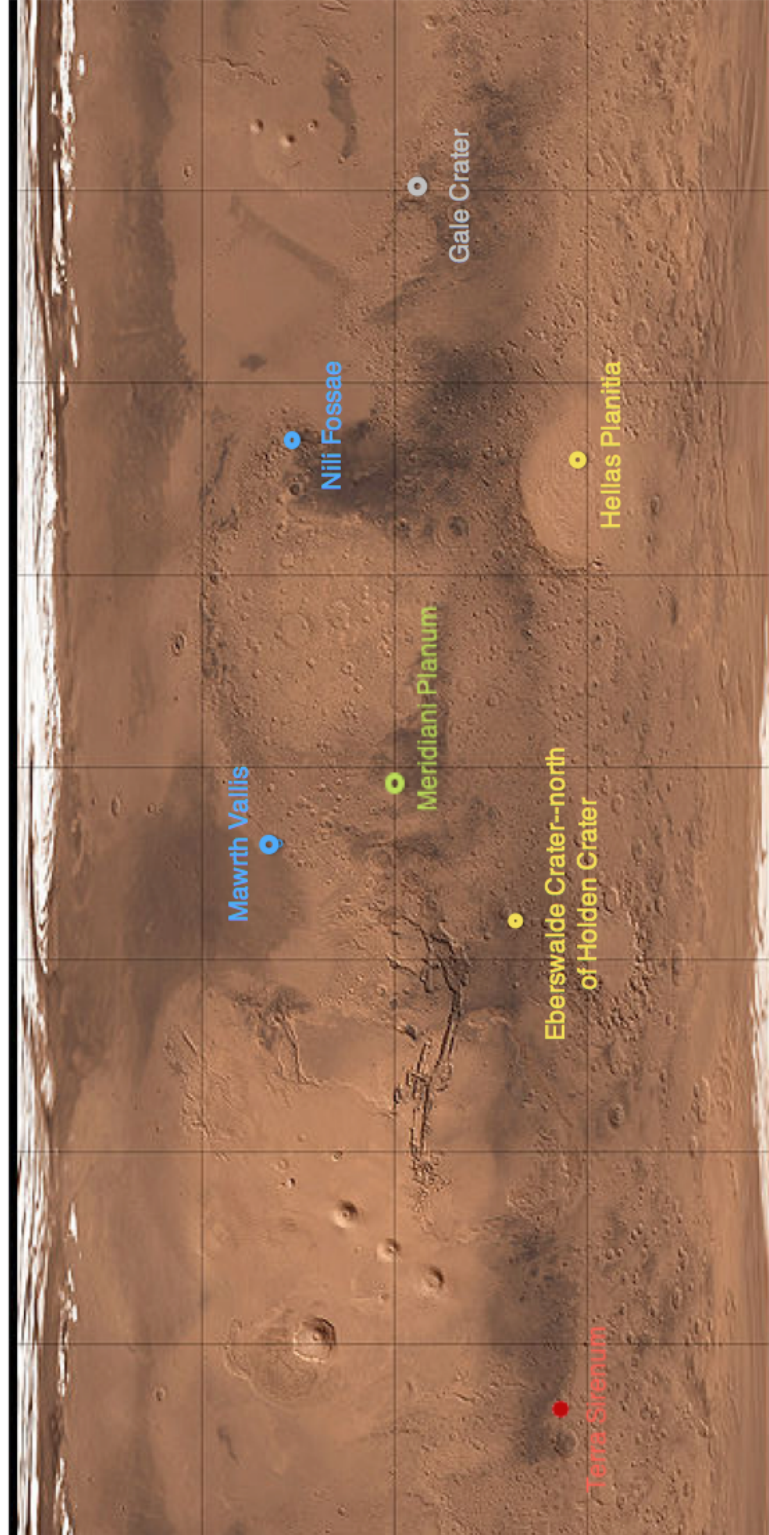 Terra Sirenum
Mawrth Vallis
Eberswalde Crater--north
of Holden Crater
Meridiani Planum
Nili Fossae
Hellas Planitia
Gale Crater